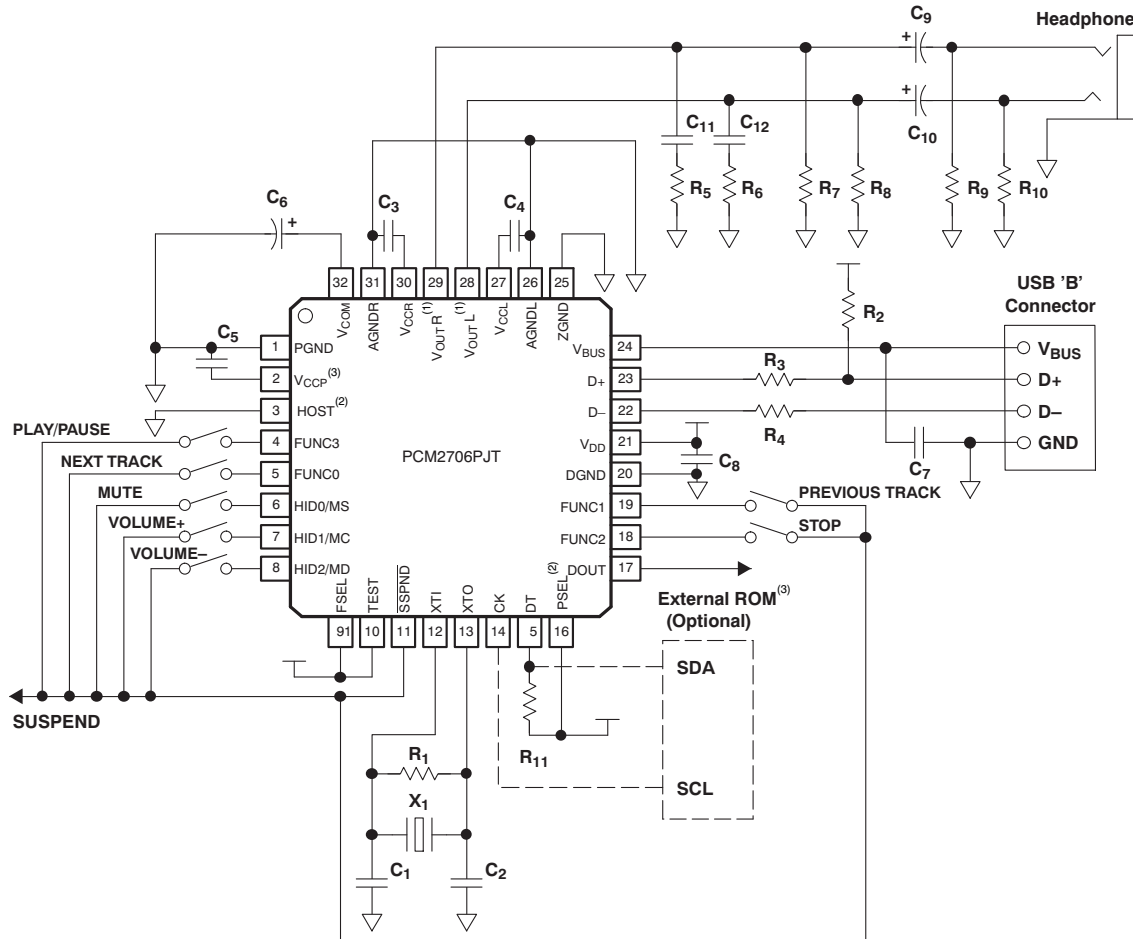 C9
Headphone
+
+
C10
C11
C12
R5
R6
R7
R8
R9
R10
C6
+
C3
C4
32
31
30
29
28
27
26
25
VCOM
AGNDR
VCCR
VOUT R(1)
VOUT L(1)
VCCL
AGNDL
ZGND
C5
1 PGND
2 VCCP(3)
3 HOST(2)
PLAY/PAUSE
4 FUNC3
NEXT TRACK
5 FUNC0
MUTE
6 HID0/MS
VOLUME+
7 HID1/MC
VOLUME–
8 HID2/MD
PCM2706PJT
VBUS 24
D+ 23
D– 22
VDD 21
DGND 20
FUNC1 19
FUNC2 18
DOUT 17
R2
R3
R4
C7
C8
USB 'B'
Connector
VBUS
D+
D–
GND
PREVIOUS TRACK
STOP
FSEL
TEST
SSPND
XTI
XTO
CK
DT
PSEL(2)
91
10
11
12
13
14
5
16
External ROM(3)
(Optional)
SDA
SCL
SUSPEND
R11
R1
X1
C1
C2